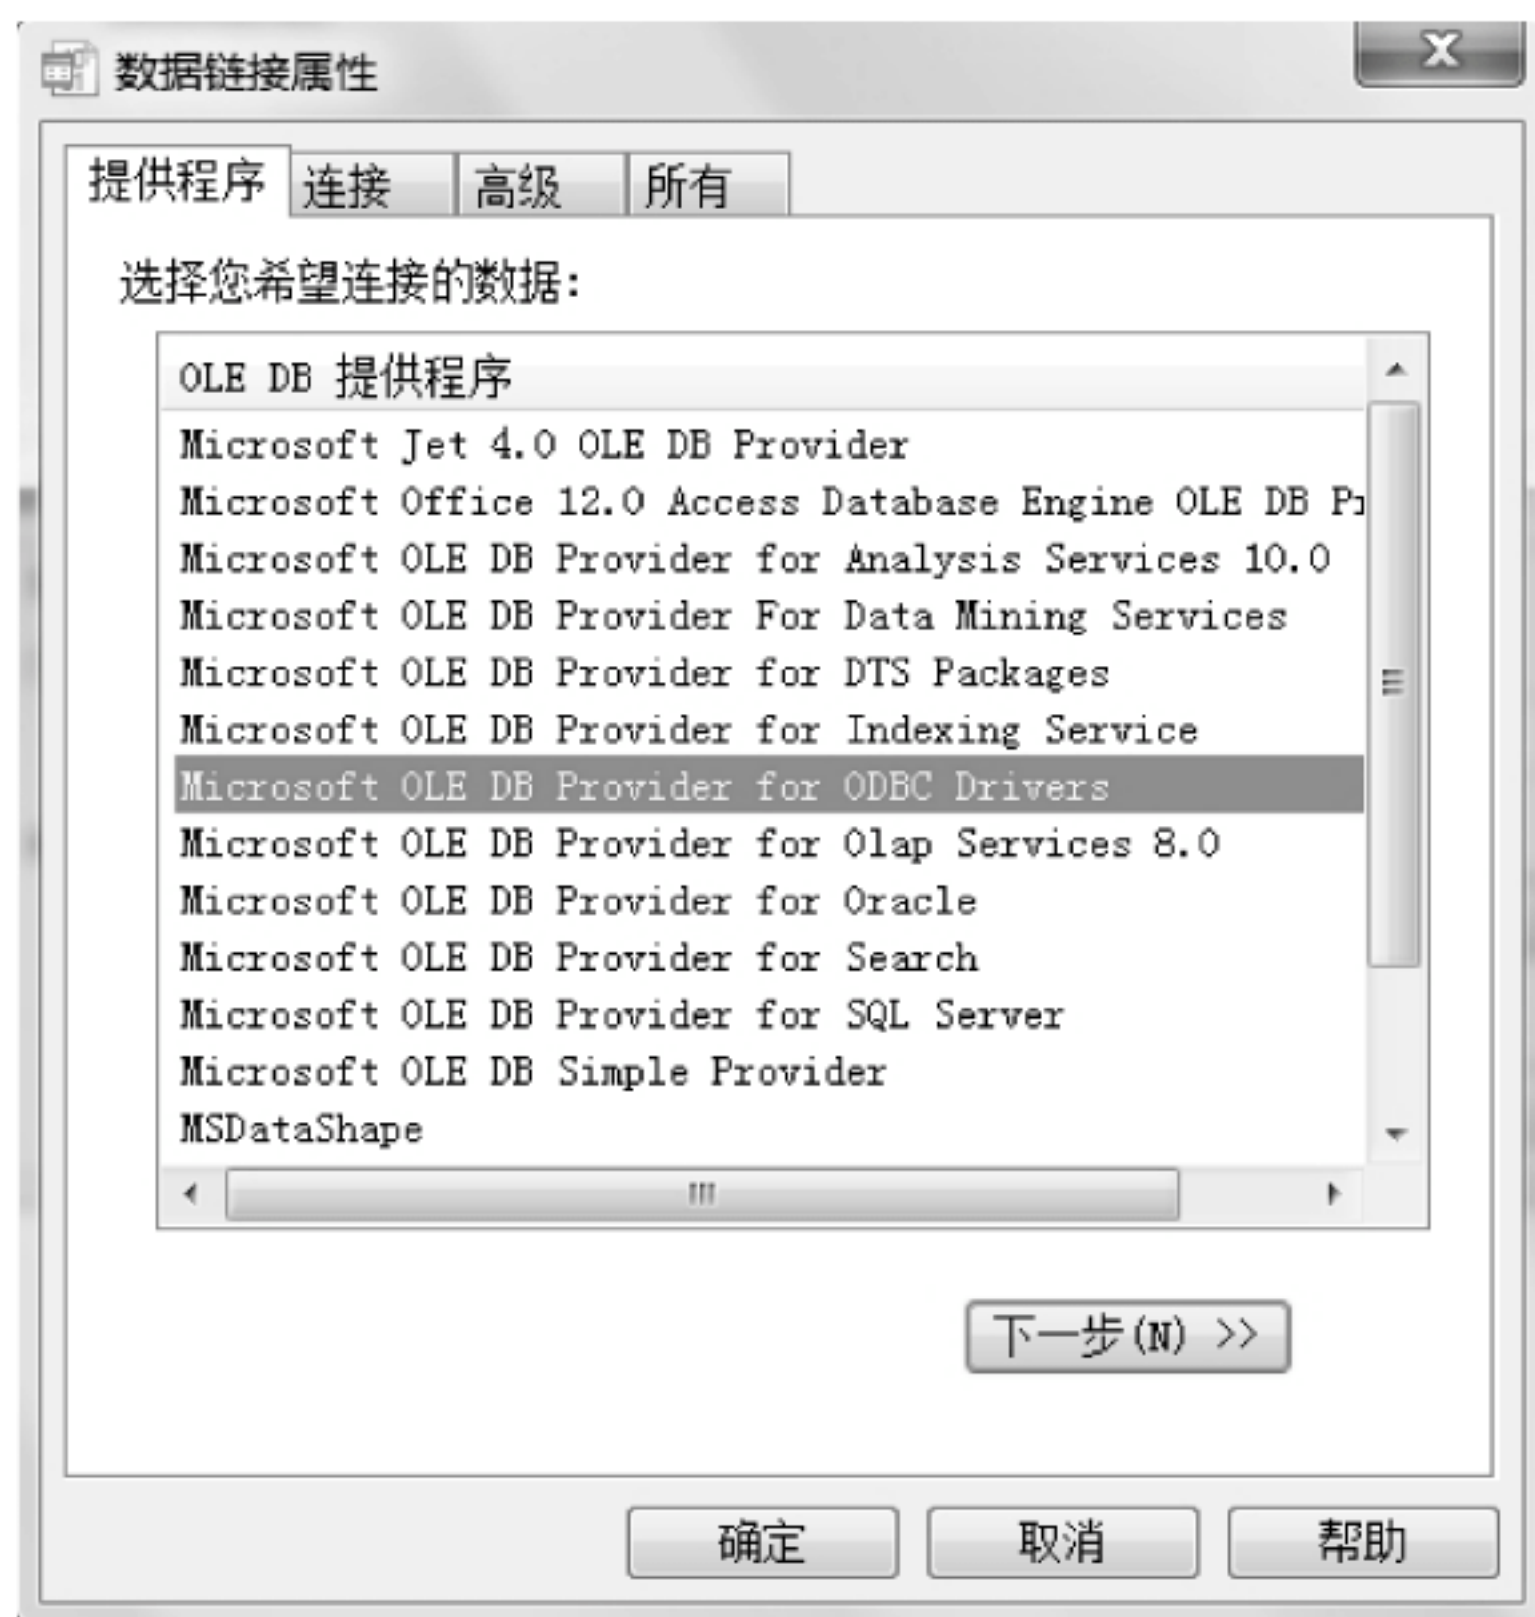 数据链接属性
提供程序 连接 高级 所有
选择您希望连接的数据:
OLE DB 提供程序
Microsoft Jet 4.0 OLE DB Provider
Microsoft Office 12.0 Access Database Engine OLE DB
Microsoft OLE DB Provider for Analysis Services 10.0
Microsoft OLE DB Provider For Data Mining Services
Microsoft OLE DB Provider for DTS Packages
Microsoft OLE DB Provider for Indexing Service
Microsoft OLE DB Provider for ODBC Drivers
Microsoft OLE DB Provider for Olap Services 8.0
Microsoft OLE DB Provider for Oracle
Microsoft OLE DB Provider for Search
Microsoft OLE DB Provider for SQL Server
Microsoft OLE DB Simple Provider
MSDataShape
下一步(N) >>
确定 取消 帮助